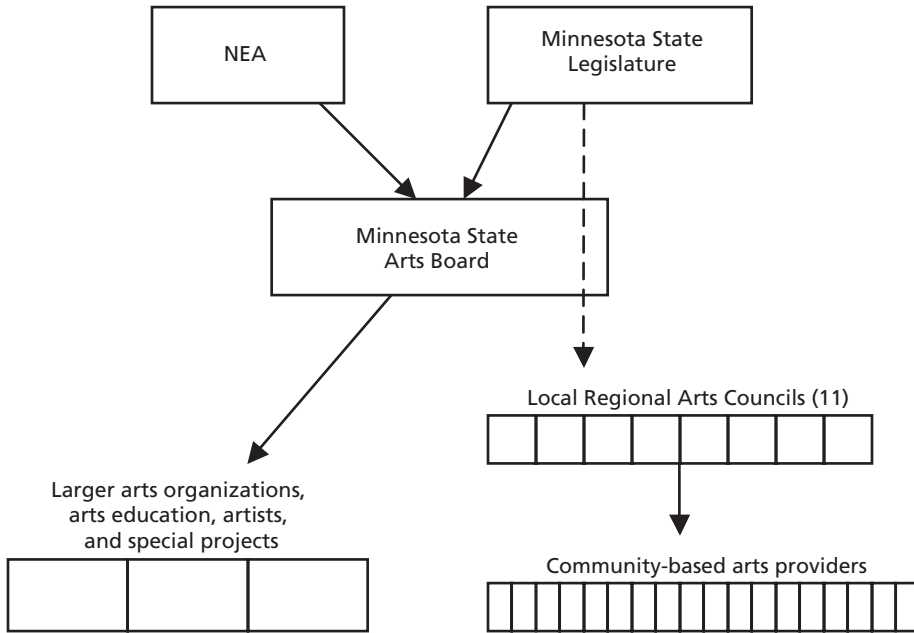 NEA
Minnesota State
Legislature
Minnesota State
Arts Board
Local Regional Arts Councils (11)
Larger arts organizations,
arts education, artists,
and special projects
Community-based arts providers